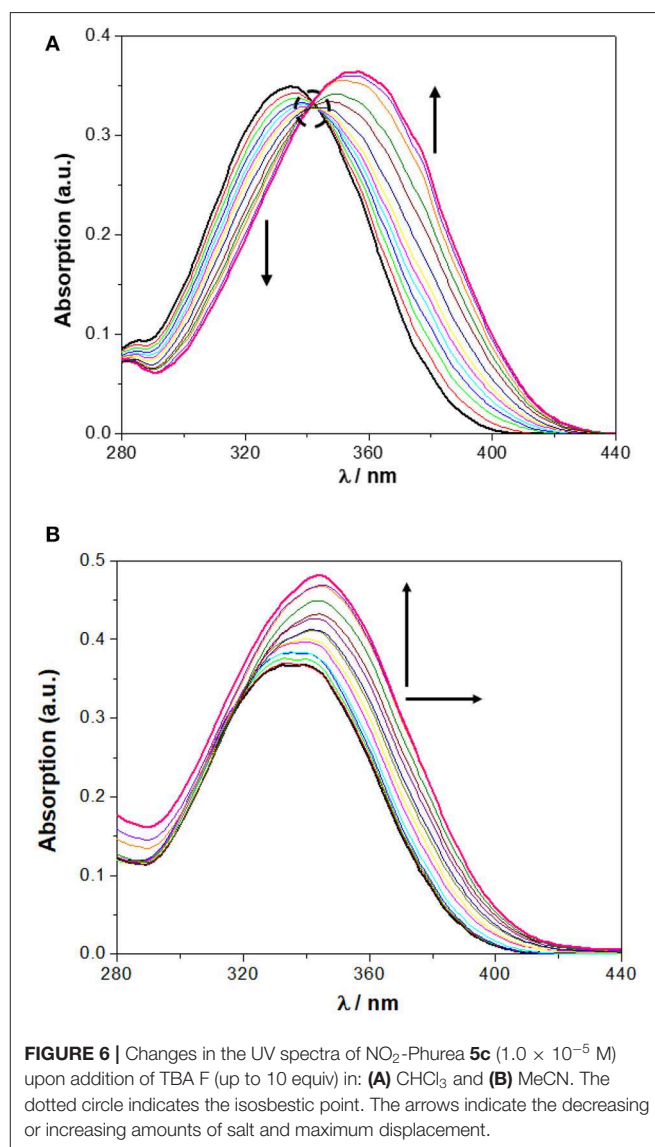 A
0.4
0.3
0.2
0.1
0.0
Absorption (a.u.)
280 320 360 400 440
λ / nm
B
0.5
0.4
0.3
0.2
0.1
0.0
Absorption (a.u.)
280 320 360 400 440
λ / nm
FIGURE 6 | Changes in the UV spectra of NO₂-Phurea 5c (1.0 × 10⁻⁵ M)
upon addition of TBA F (up to 10 equiv) in: (A) CHCl₃ and (B) MeCN. The
dotted circle indicates the isosbestic point. The arrows indicate the decreasing
or increasing amounts of salt and maximum displacement.